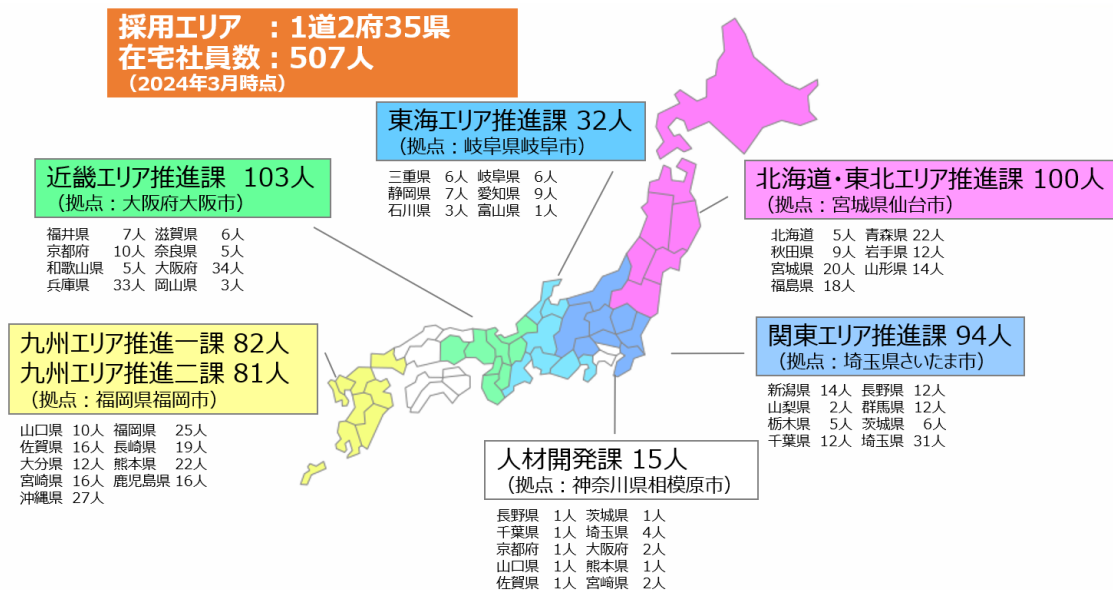 採用エリア　：1道2府35県
在宅社員数：507人
（2024年3月時点）
東海エリア推進課 32人
（拠点：岐阜県岐阜市）
三重県 6人 岐阜県 6人
静岡県 7人 愛知県 9人
石川県 3人 富山県 1人
近畿エリア推進課 103人
（拠点：大阪府大阪市）
福井県 7人 滋賀県 6人
京都府 10人 奈良県 5人
和歌山県 5人 大阪府 34人
兵庫県 33人 岡山県 3人
北海道・東北エリア推進課 100人
（拠点：宮城県仙台市）
北海道 5人 青森県 22人
秋田県 9人 岩手県 12人
宮城県 20人 山形県 14人
福島県 18人
九州エリア推進一課 82人
九州エリア推進二課 81人
（拠点：福岡県福岡市）
山口県 10人 福岡県 25人
佐賀県 16人 長崎県 19人
大分県 12人 熊本県 22人
宮崎県 16人 鹿児島県 16人
沖縄県 27人
関東エリア推進課 94人
（拠点：埼玉県さいたま市）
新潟県 14人 長野県 12人
山梨県 2人 群馬県 12人
栃木県 5人 茨城県 6人
千葉県 12人 埼玉県 31人
人材開発課 15人
（拠点：神奈川県相模原市）
長野県 1人 茨城県 1人
千葉県 1人 埼玉県 4人
京都府 1人 大阪府 2人
山口県 1人 熊本県 1人
佐賀県 1人 宮﨑県 2人